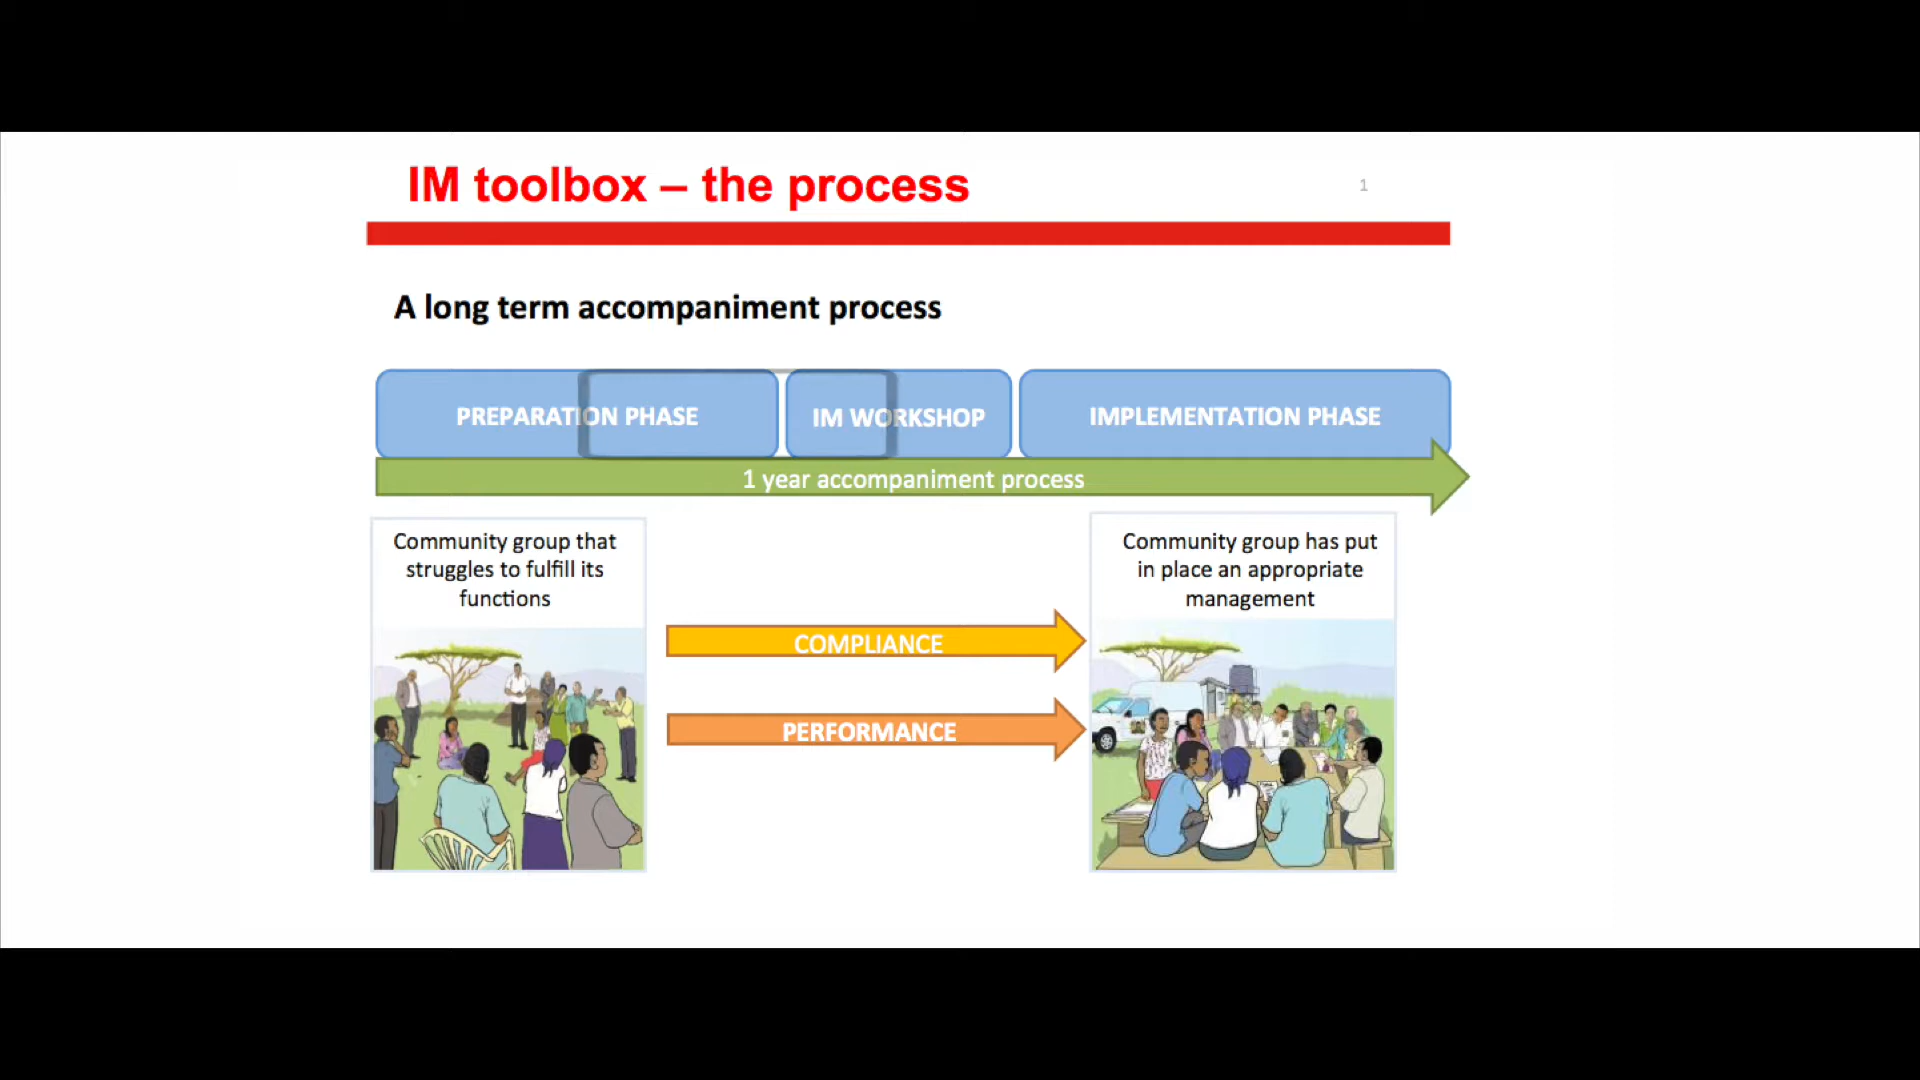 IM toolbox – the process
1
A long term accompaniment process
PREPARATION PHASE
IM WORKSHOP
IMPLEMENTATION PHASE
1 year accompaniment process
Community group that
struggles to fulfill its
functions
COMPLIANCE
PERFORMANCE
Community group has put
in place an appropriate
management